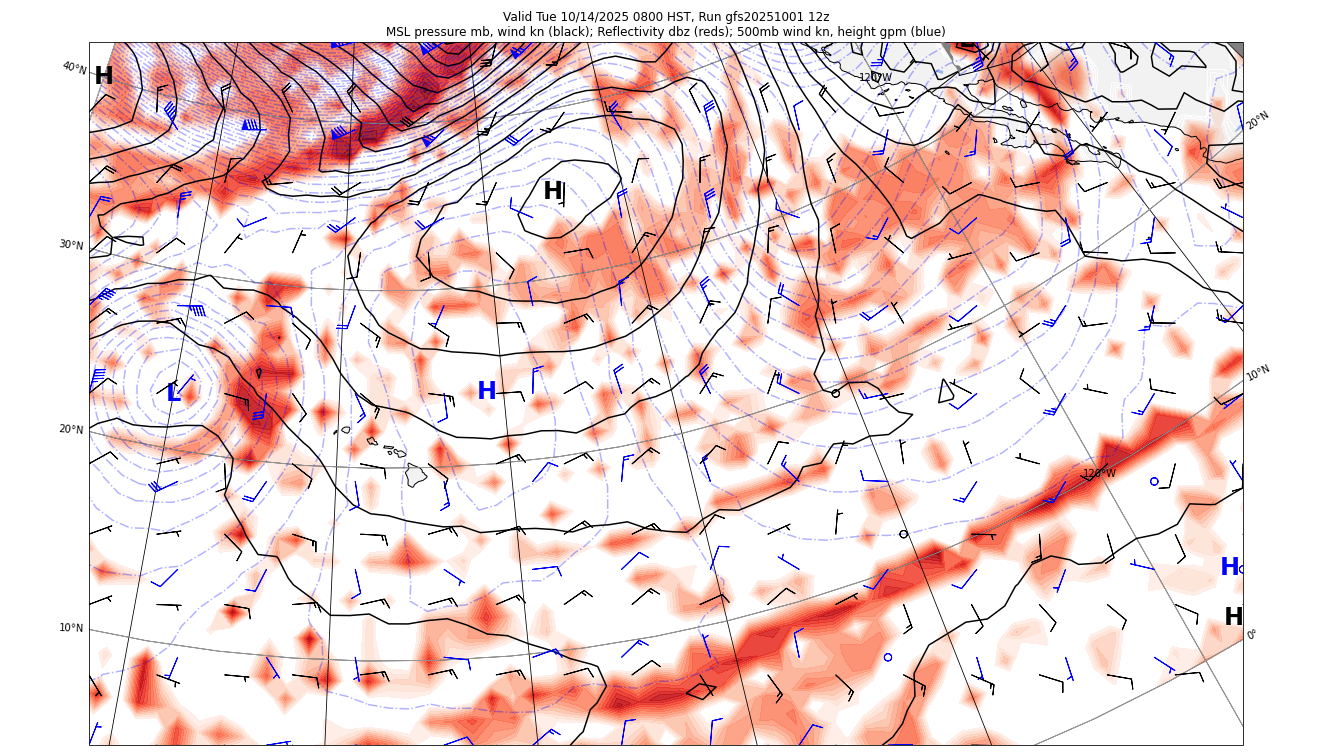 Valid Tue 10/14/2025 0800 HST, Run gfs20251001 12z
MSL pressure mb, wind kn (black); Reflectivity dbz (reds); 500mb wind kn, height gpm (blue)
40°N
H
120°W
20°N
H
30°N
L
H
10°N
20°N
120°W
H
H
10°N
0°